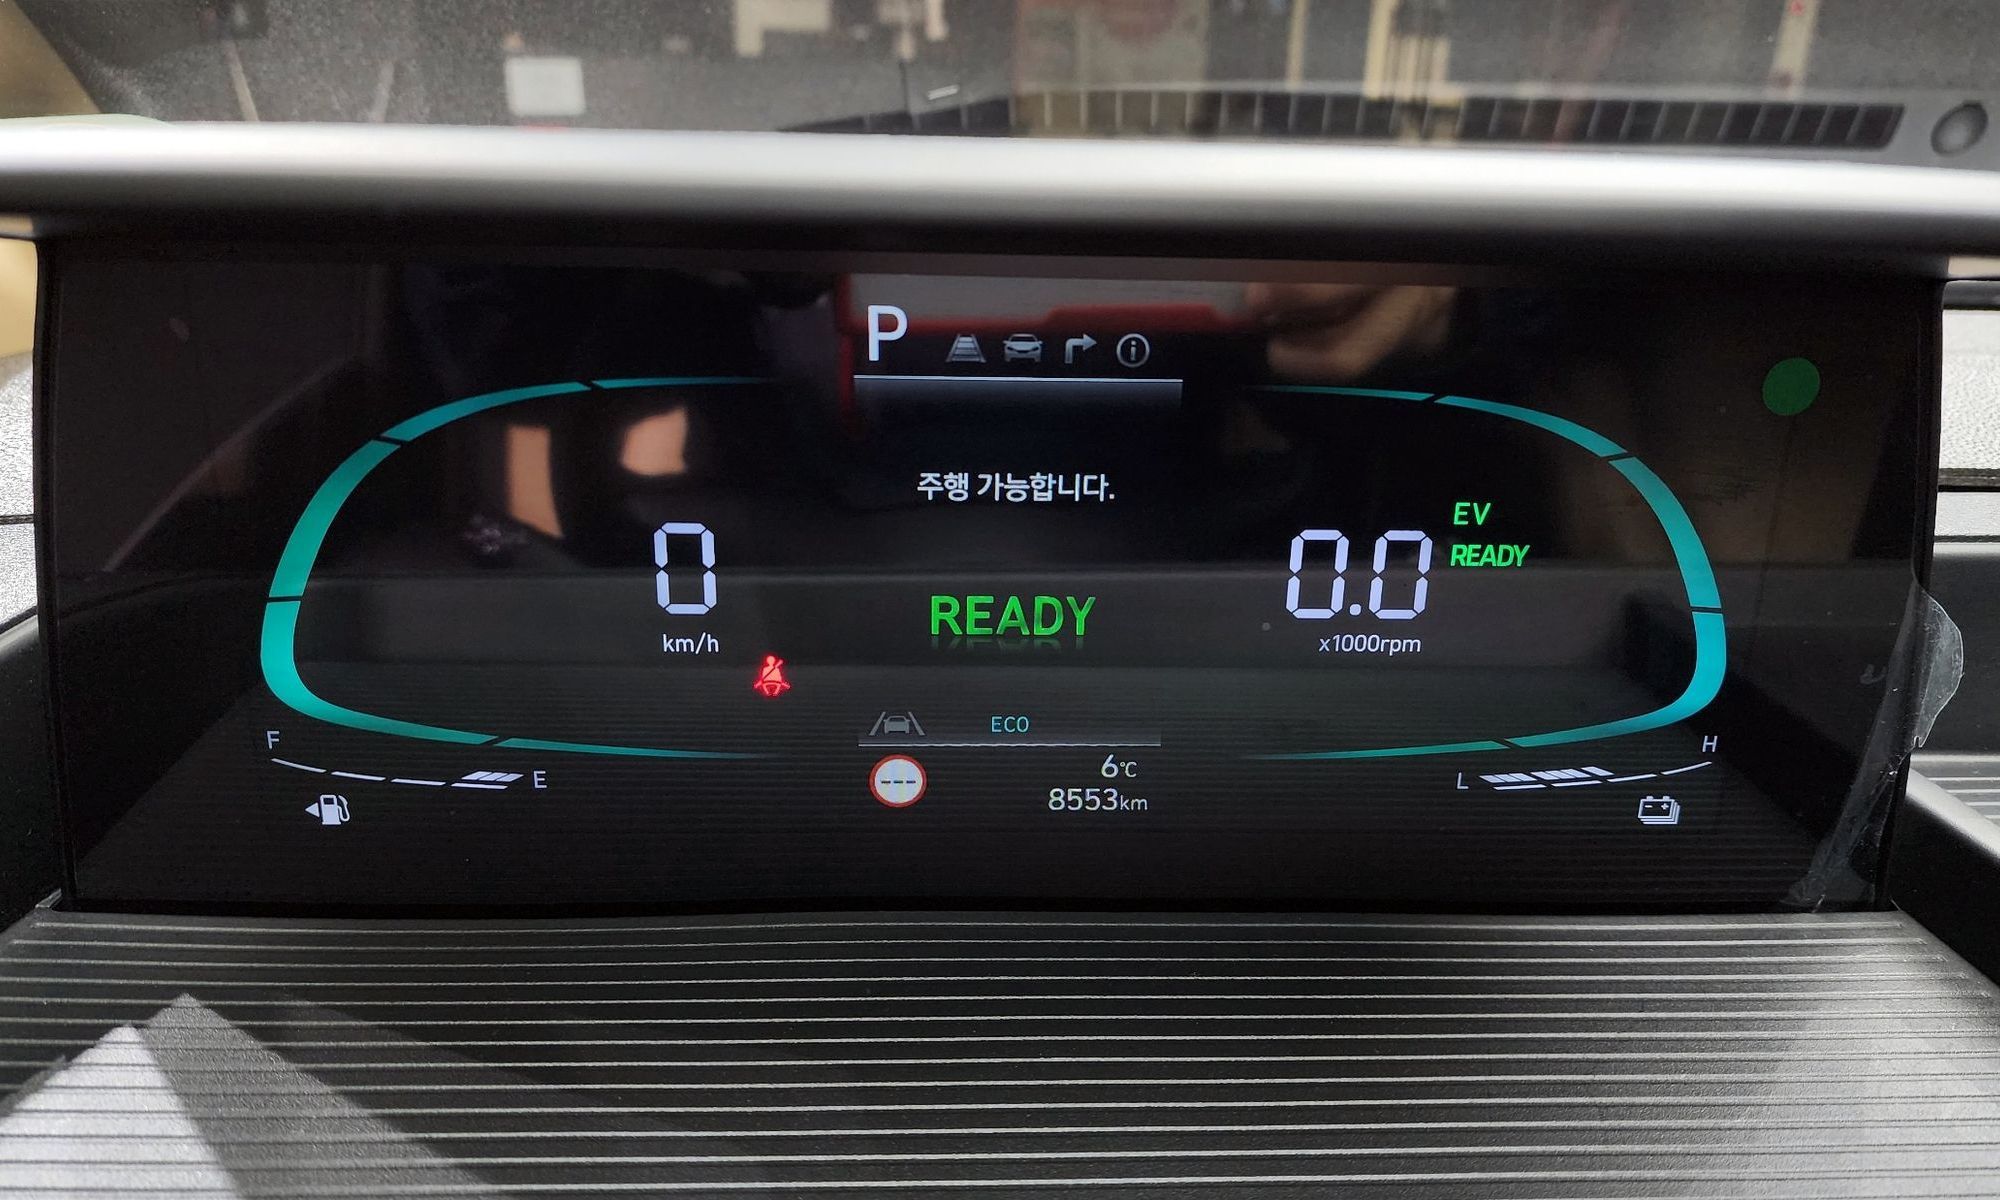 P
주행 가능합니다.
EV
0
0.0
READY
km/h
READY
x1000rpm
ECO
F
E
6°C
8553km
L
H